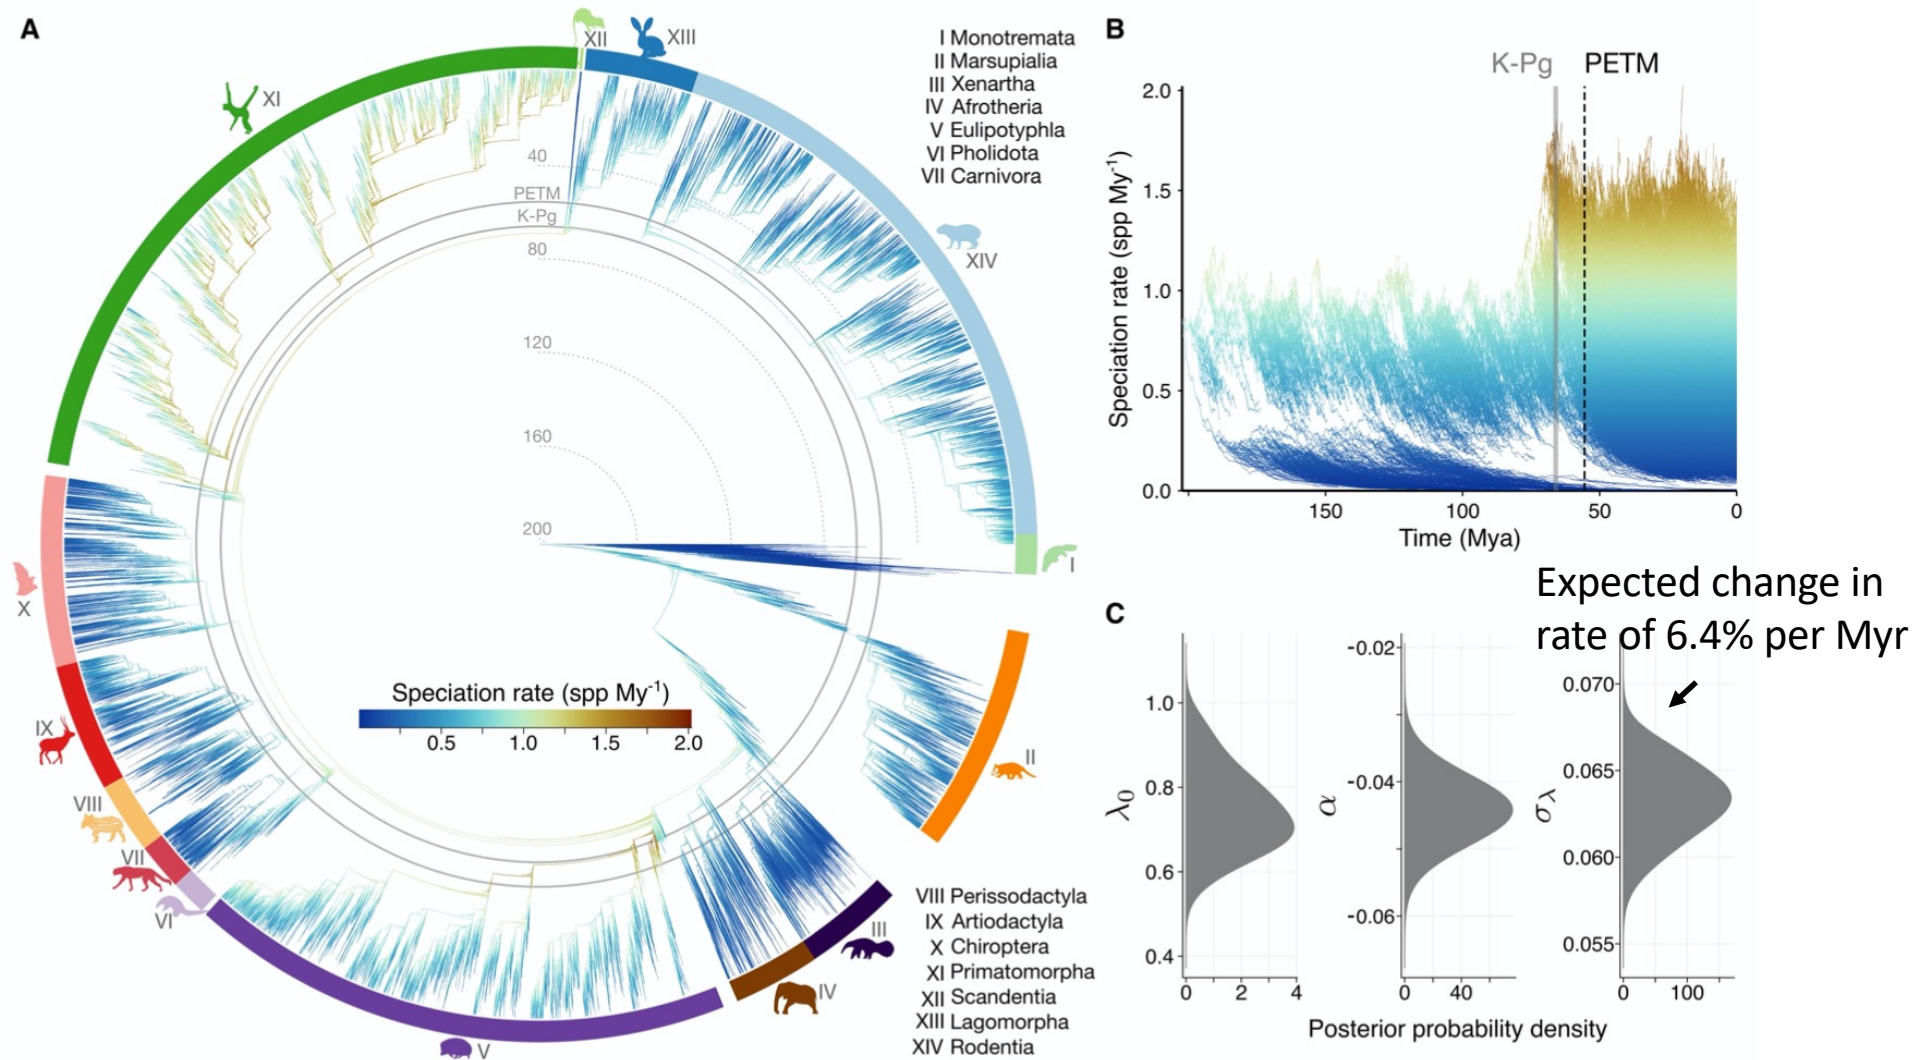 A
XII
XIII
XI
40
PETM
K-Pg
80
120
160
200
XIV
I
X
IX
VIII
VII
VI
V
IV
III
II
Speciation rate (spp My-1)
0.5 1.0 1.5 2.0
I Monotremata
II Marsupialia
III Xenartha
IV Afrotheria
V Eulipotyphla
VI Pholidota
VII Carnivora
VIII Perissodactyla
IX Artiodactyla
X Chiroptera
XI Primatomorpha
XII Scandentia
XIII Lagomorpha
XIV Rodentia
B
K-Pg PETM
Speciation rate (spp My-1)
2.0
1.5
1.0
0.5
0.0
150 100 50 0
Time (Mya)
Expected change in
rate of 6.4% per Myr
C
λ0
1.0
0.8
0.6
0.4
0 2 4
α
-0.02
-0.04
-0.06
0 40
σλ
0.070
0.065
0.060
0.055
0 100
Posterior probability density